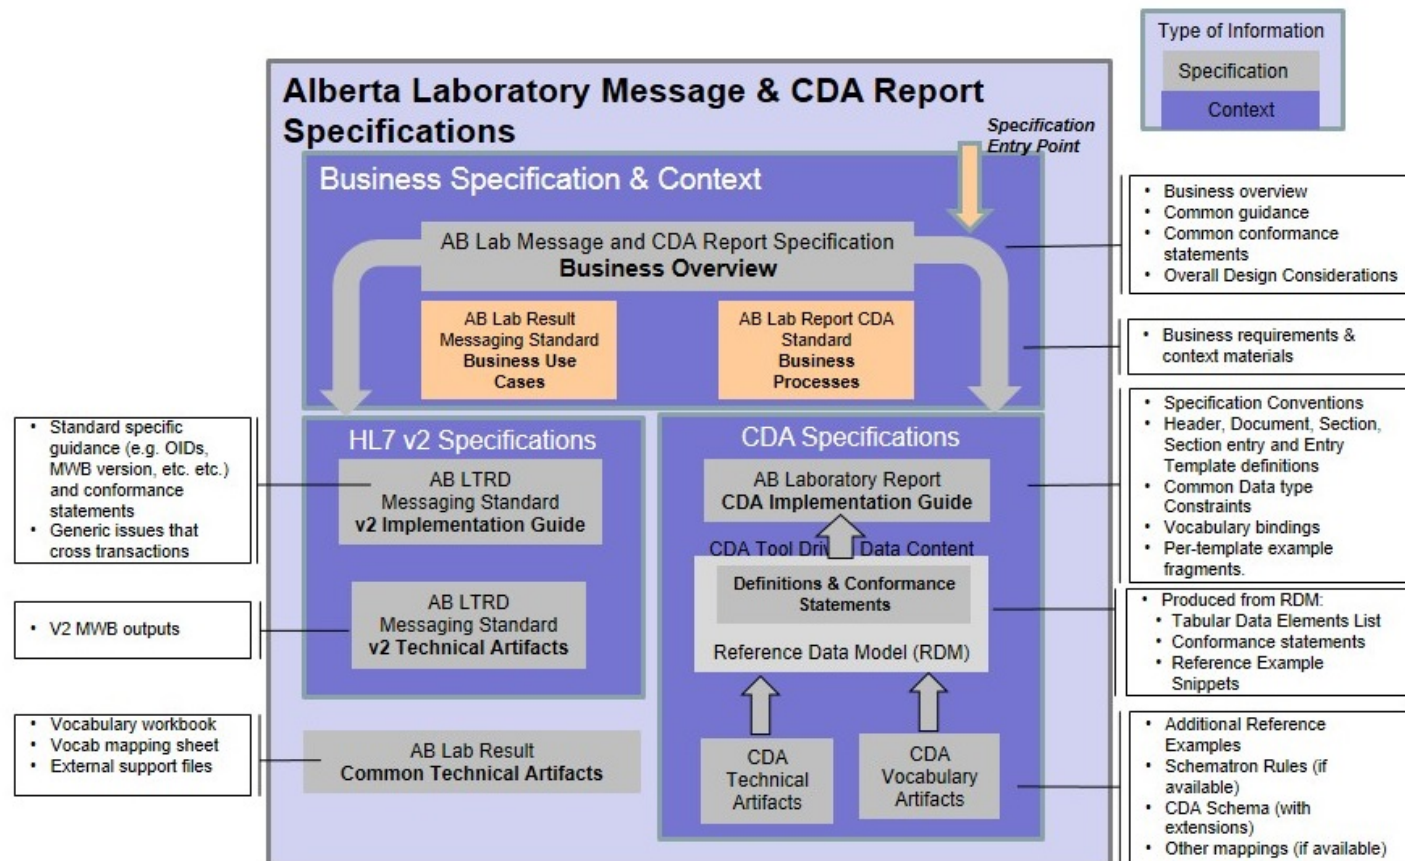 Type of Information
Specification
Context
Alberta Laboratory Message & CDA Report
Specifications
Specification
Entry Point
Business Specification & Context
AB Lab Message and CDA Report Specification
Business Overview
AB Lab Result
Messaging Standard
Business Use
Cases
AB Lab Report CDA
Standard
Business
Processes
• Business overview
• Common guidance
• Common conformance
statements
• Overall Design Considerations
• Business requirements &
context materials
HL7 v2 Specifications
AB LTRD
Messaging Standard
v2 Implementation Guide
AB LTRD
Messaging Standard
v2 Technical Artifacts
• Standard specific
guidance (e.g. OIDs,
MWB version, etc. etc.)
and conformance
statements
• Generic issues that
cross transactions
• V2 MWB outputs
• Vocabulary workbook
• Vocab mapping sheet
• External support files
AB Lab Result
Common Technical Artifacts
CDA Specifications
AB Laboratory Report
CDA Implementation Guide
CDA Tool Driv Data Content
Definitions & Conformance
Statements
Reference Data Model (RDM)
CDA
Technical
Artifacts
CDA
Vocabulary
Artifacts
• Specification Conventions
• Header, Document, Section,
Section entry and Entry
Template definitions
• Common Data type
Constraints
• Vocabulary bindings
• Per-template example
fragments.
• Produced from RDM:
• Tabular Data Elements List
• Conformance statements
• Reference Example
Snippets
• Additional Reference
Examples
• Schematron Rules (if
available)
• CDA Schema (with
extensions)
• Other mappings (if available)